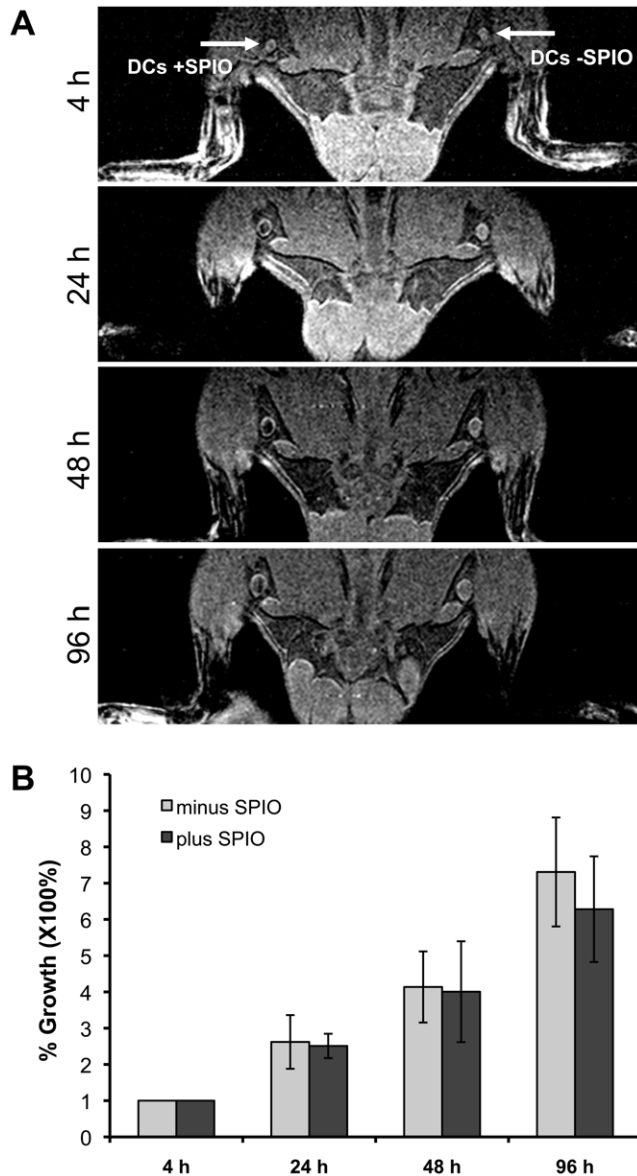 A
DCs +SPIO
DCs -SPIO
4 h
24 h
48 h
96 h
B
% Growth (X100%)
10
9
8
7
6
5
4
3
2
1
0
minus SPIO
plus SPIO
4 h
24 h
48 h
96 h